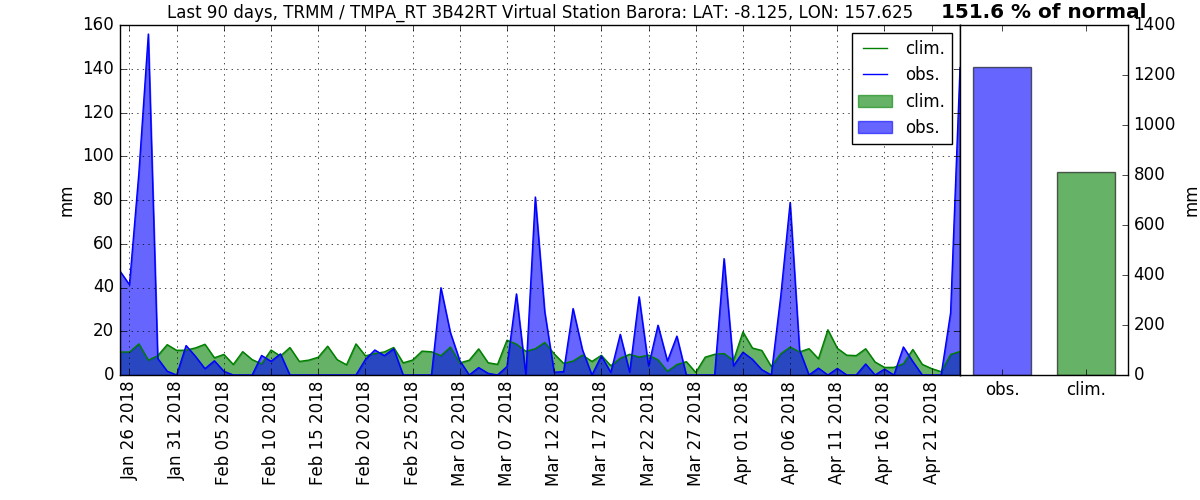 Last 90 days, TRMM / TMPA_RT 3B42RT Virtual Station Barora: LAT: -8.125, LON: 157.625
151.6 % of normal
160
140
120
100
80
60
40
20
0
mm
clim.
obs.
clim.
obs.
1400
1200
1000
800
600
400
200
0
mm
Jan 26 2018
Jan 31 2018
Feb 05 2018
Feb 10 2018
Feb 15 2018
Feb 20 2018
Feb 25 2018
Mar 02 2018
Mar 07 2018
Mar 12 2018
Mar 17 2018
Mar 22 2018
Mar 28 2018
Apr 01 2018
Apr 06 2018
Apr 11 2018
Apr 16 2018
Apr 21 2018
obs.
clim.